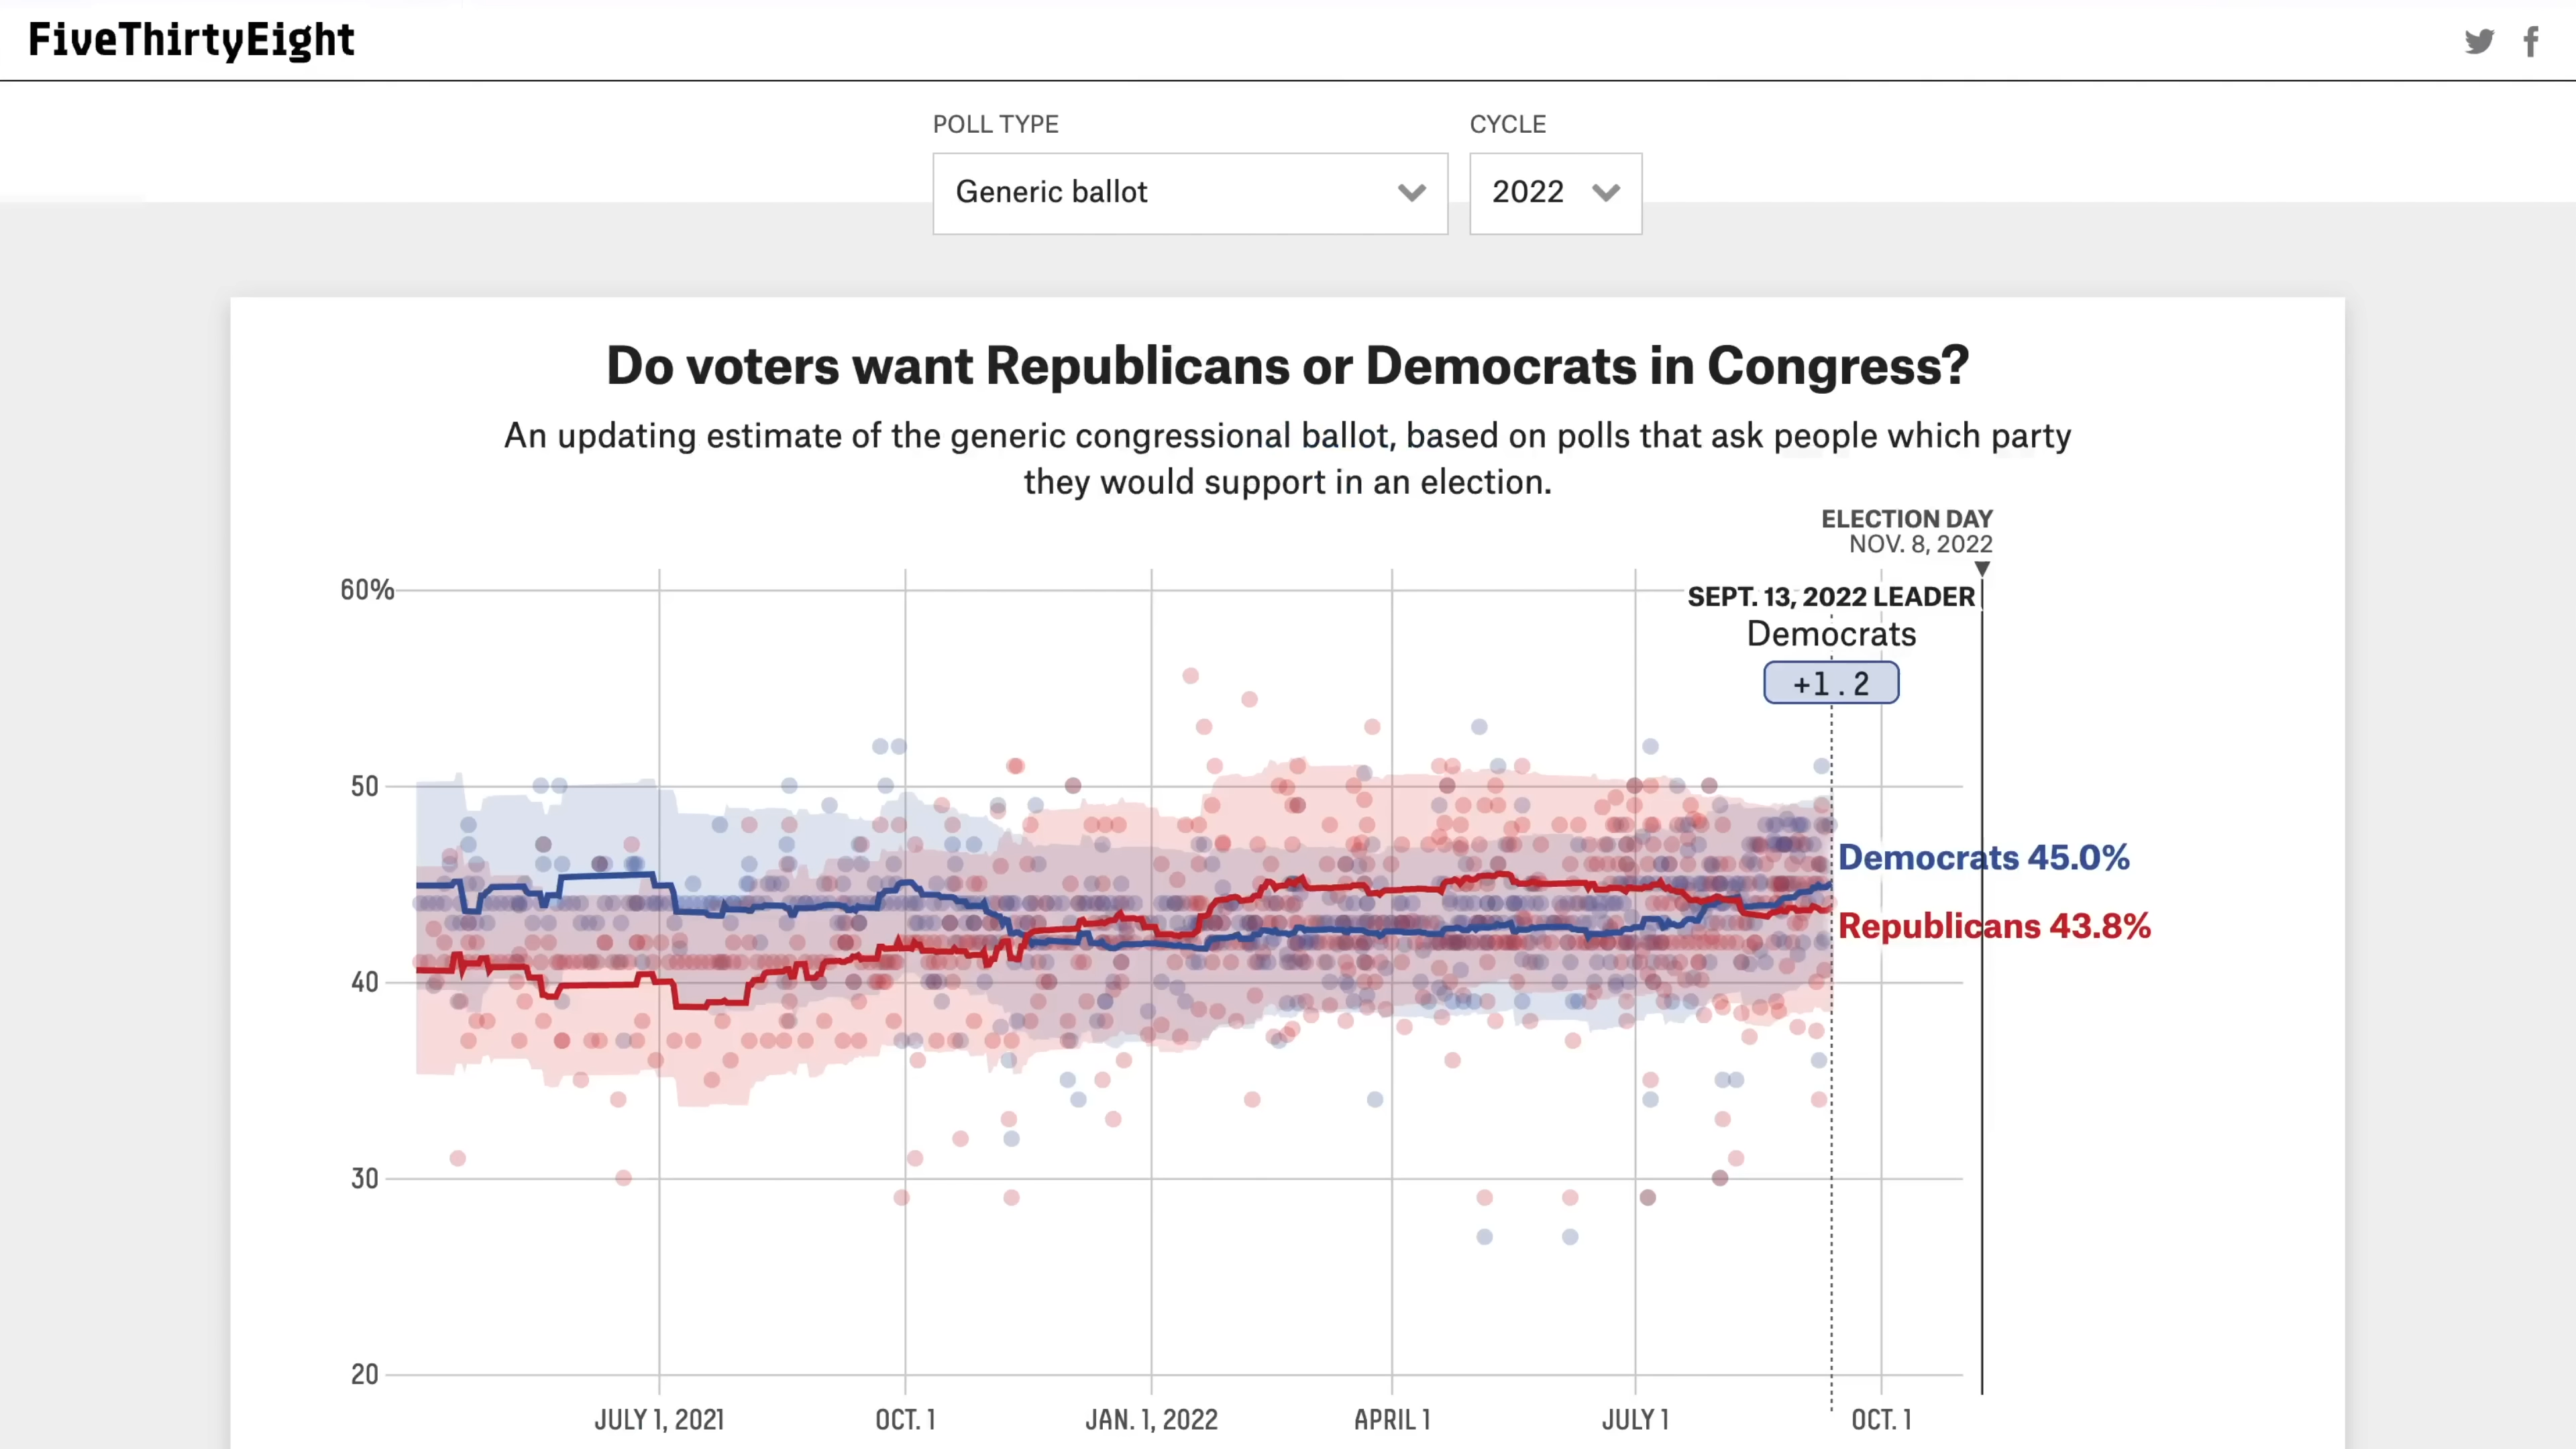 FiveThirtyEight
POLL TYPE
CYCLE
Generic ballot
2022
Do voters want Republicans or Democrats in Congress?
An updating estimate of the generic congressional ballot, based on polls that ask people which party
they would support in an election.
ELECTION DAY
NOV. 8, 2022
60%
SEPT. 13, 2022 LEADER
Democrats
+1.2
50
Democrats 45.0%
Republicans 43.8%
40
30
20
JULY 1, 2021
OCT. 1
JAN. 1, 2022
APRIL 1
JULY 1
OCT. 1